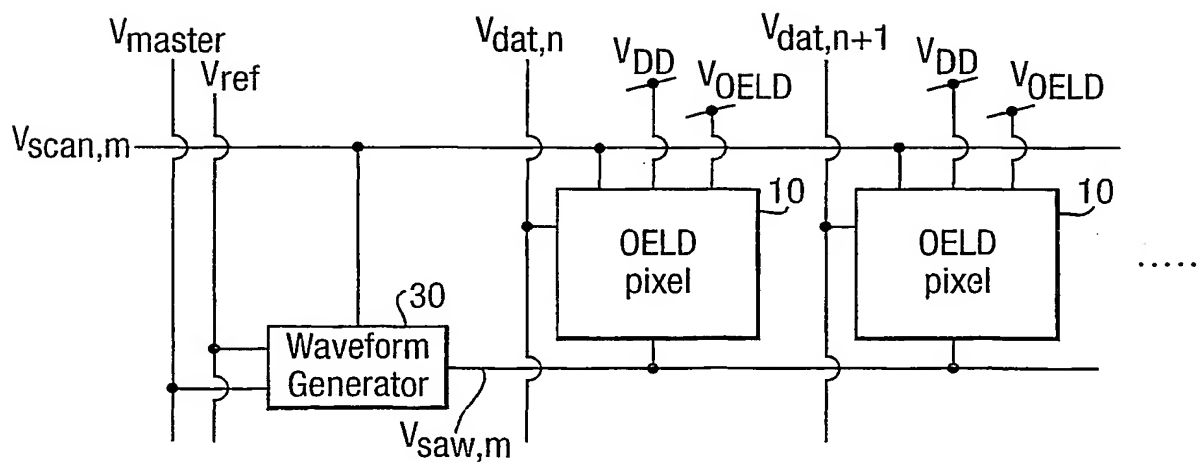 Vmaster
Vref
Vdat,n
VDD
VOELD
Vdat,n+1
VDD
VOELD
Vscan,m
10
OELD
pixel
10
OELD
pixel
.....
30
Waveform
Generator
Vsaw,m